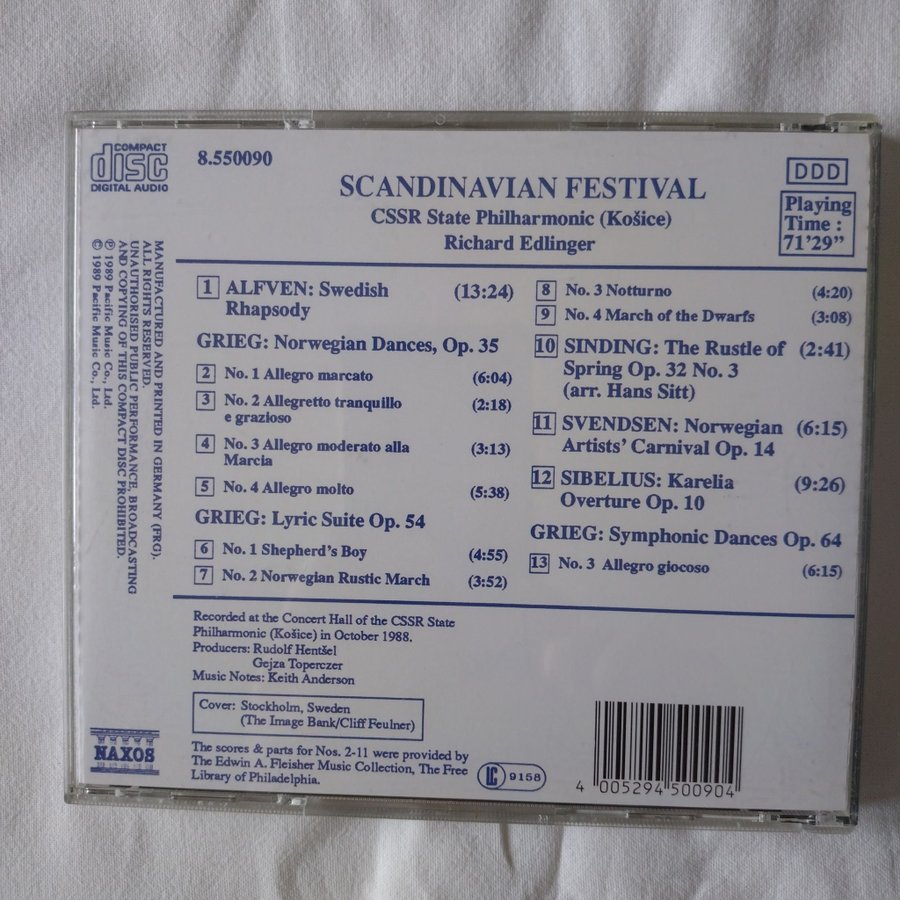 COMPACT
disc
DIGITAL AUDIO
8.550090
SCANDINAVIAN FESTIVAL
CSSR State Philharmonic (Košice)
Richard Edlinger
DDD
Playing
Time :
71'29"
1 ALFVEN: Swedish (13:24)
Rhapsody
GRIEG: Norwegian Dances, Op. 35
2 No. 1 Allegro marcato (6:04)
3 No. 2 Allegretto tranquillo (2:18)
e grazioso
4 No. 3 Allegro moderato alla (3:13)
Marcia
5 No. 4 Allegro molto (5:38)
GRIEG: Lyric Suite Op. 54
6 No. 1 Shepherd's Boy (4:55)
7 No. 2 Norwegian Rustic March (3:52)
8 No. 3 Notturno (4:20)
9 No. 4 March of the Dwarfs (3:08)
10 SINDING: The Rustle of (2:41)
Spring Op. 32 No. 3
(arr. Hans Sitt)
11 SVENDSEN: Norwegian (6:15)
Artists' Carnival Op. 14
12 SIBELIUS: Karelia (9:26)
Overture Op. 10
GRIEG: Symphonic Dances Op. 64
13 No. 3 Allegro giocoso (6:15)
Recorded at the Concert Hall of the CSSR State
Philharmonic (Košice) in October 1988.
Producers: Rudolf Hentšel
Gejza Toperczer
Music Notes: Keith Anderson
Cover: Stockholm, Sweden
(The Image Bank/Cliff Feulner)
The scores & parts for Nos. 2-11 were provided by
The Edwin A. Fleisher Music Collection, The Free
Library of Philadelphia.
LC 9158
4 005294 500904
MANUFACTURED AND PRINTED IN GERMANY (FRG).
ALL RIGHTS RESERVED.
UNAUTHORISED PUBLIC PERFORMANCE, BROADCASTING
AND COPYING OF THIS COMPACT DISC PROHIBITED.
℗ 1989 Pacific Music Co., Ltd.
© 1989 Pacific Music Co., Ltd.
NAXOS